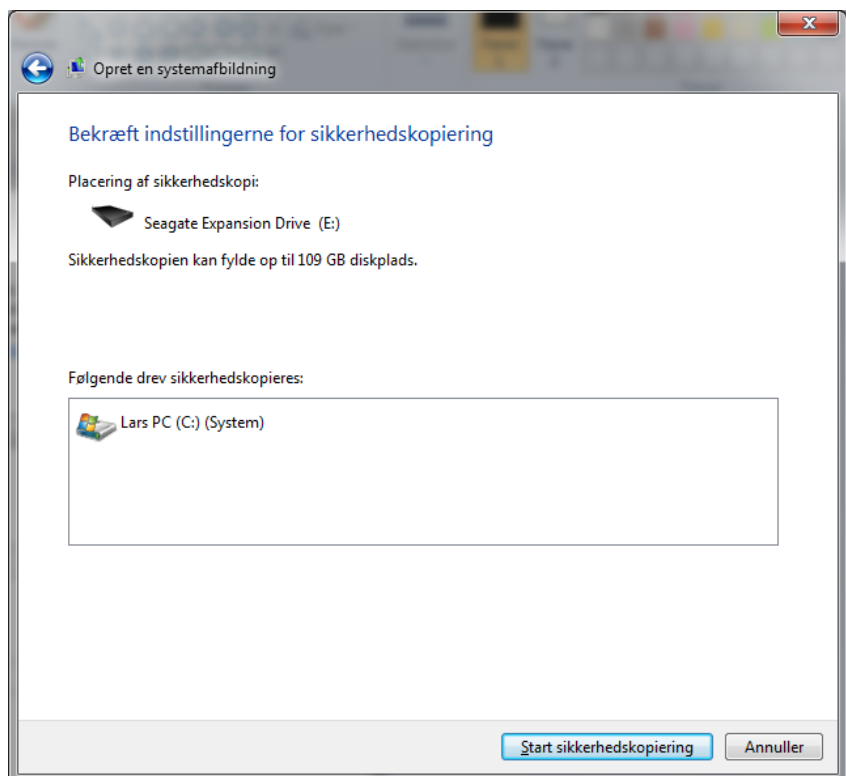 Opret en systemafbildning
Bekræft indstillingerne for sikkerhedskopiering
Placering af sikkerhedskopi:
Seagate Expansion Drive (E:)
Sikkerhedskopien kan fylde op til 109 GB diskplads.
Følgende drev sikkerhedskopieres:
Lars PC (C:) (System)
Start sikkerhedskopiering
Annuller